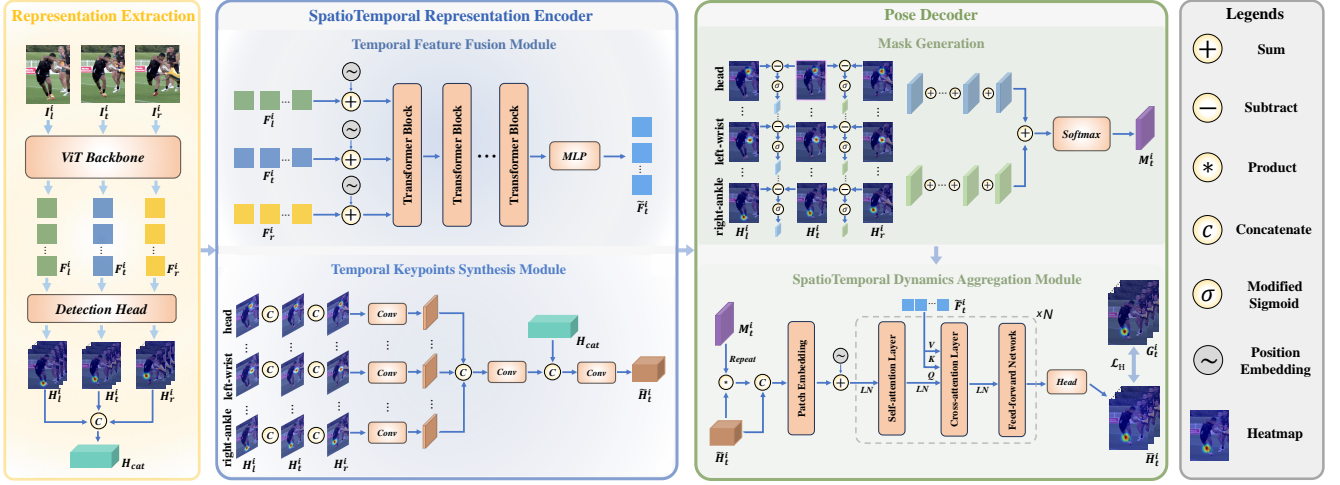 Representation Extraction
I_l^i I_t^i I_r^i
ViT Backbone
F_l^i F_t^i F_r^i
Detection Head
H_l^i H_t^i H_r^i
C
H_cat
SpatioTemporal Representation Encoder
Temporal Feature Fusion Module
F_l^i
F_t^i
F_r^i
Transformer Block
Transformer Block
Transformer Block
MLP
F̃_t^i
Temporal Keypoints Synthesis Module
head
left-wrist
right-ankle
C C Conv
C C Conv
C C Conv
H_l^i H_t^i H_r^i
C
Conv
H_cat
C
Conv
H̃_t^i
Pose Decoder
Mask Generation
head
left-wrist
right-ankle
σ σ
σ σ
σ σ
H_l^i H_t^i H_r^i
Softmax
M_t^i
SpatioTemporal Dynamics Aggregation Module
M_t^i
Repeat
H̃_t^i
C
Patch Embedding
LN
Self-attention Layer
LN
F̃_t^i
V
K
Q
Cross-attention Layer
LN
Feed-forward Network
×N
Head
G_t^i
L_H
H̄_t^i
Legends
+ Sum
− Subtract
* Product
C Concatenate
σ Modified
Sigmoid
~ Position
Embedding
Heatmap